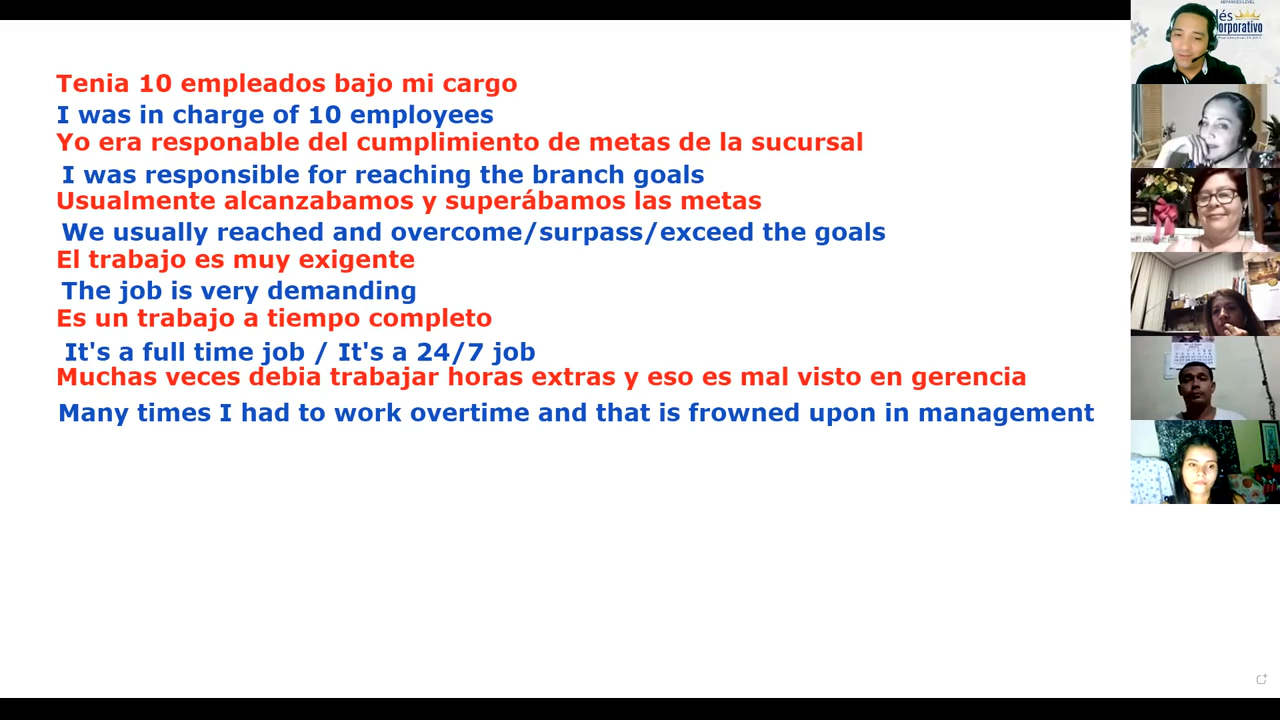 Tenia 10 empleados bajo mi cargo
I was in charge of 10 employees
Yo era responable del cumplimiento de metas de la sucursal
I was responsible for reaching the branch goals
Usualmente alcanzabamos y superábamos las metas
We usually reached and overcome/surpass/exceed the goals
El trabajo es muy exigente
The job is very demanding
Es un trabajo a tiempo completo
It's a full time job / It's a 24/7 job
Muchas veces debia trabajar horas extras y eso es mal visto en gerencia
Many times I had to work overtime and that is frowned upon in management
lés
orporativo